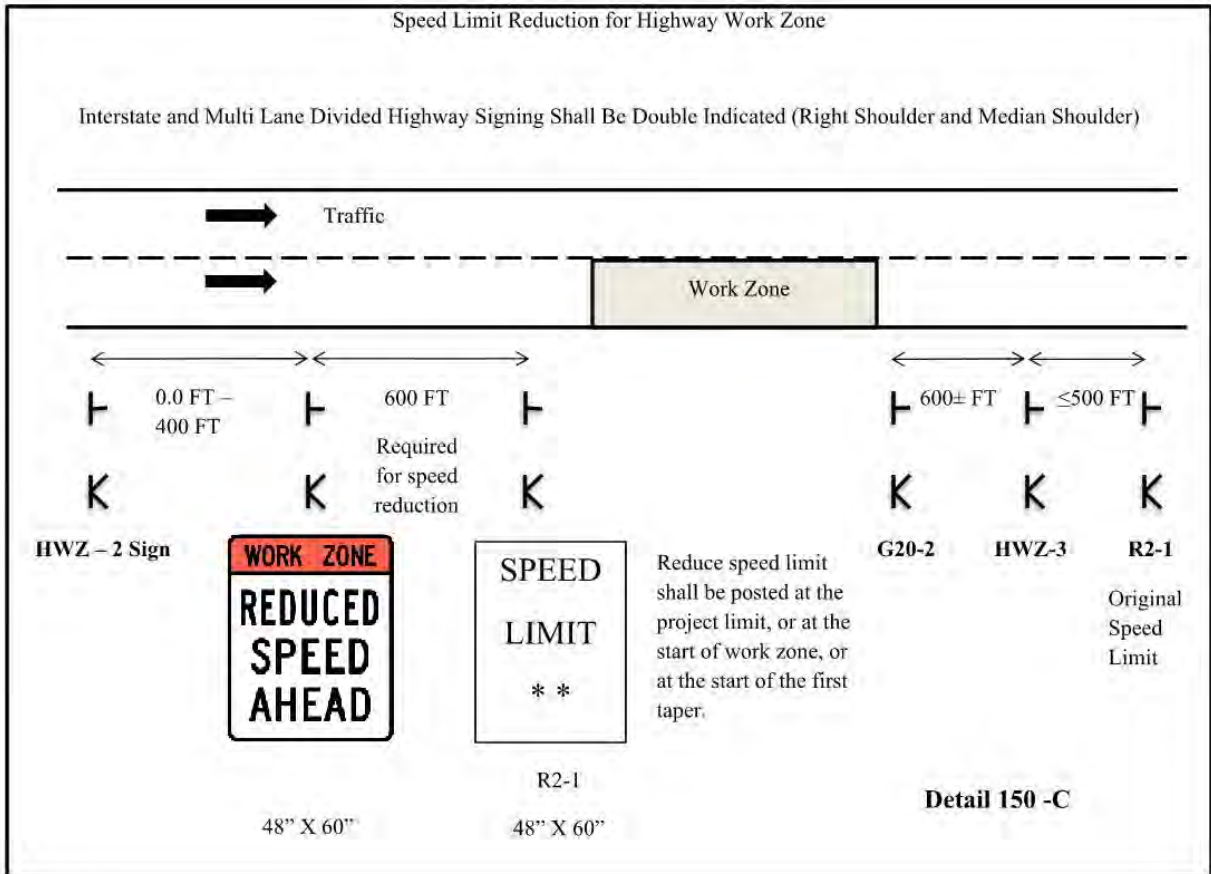 Speed Limit Reduction for Highway Work Zone
Interstate and Multi Lane Divided Highway Signing Shall Be Double Indicated (Right Shoulder and Median Shoulder)
Traffic
Work Zone
0.0 FT –
400 FT
600 FT
Required
for speed
reduction
600± FT
≤500 FT
HWZ – 2 Sign
WORK ZONE
REDUCED
SPEED
AHEAD
48” X 60”
SPEED
LIMIT
* *
R2-1
48” X 60”
Reduce speed limit
shall be posted at the
project limit, or at the
start of work zone, or
at the start of the first
taper.
G20-2
HWZ-3
R2-1
Original
Speed
Limit
Detail 150 -C